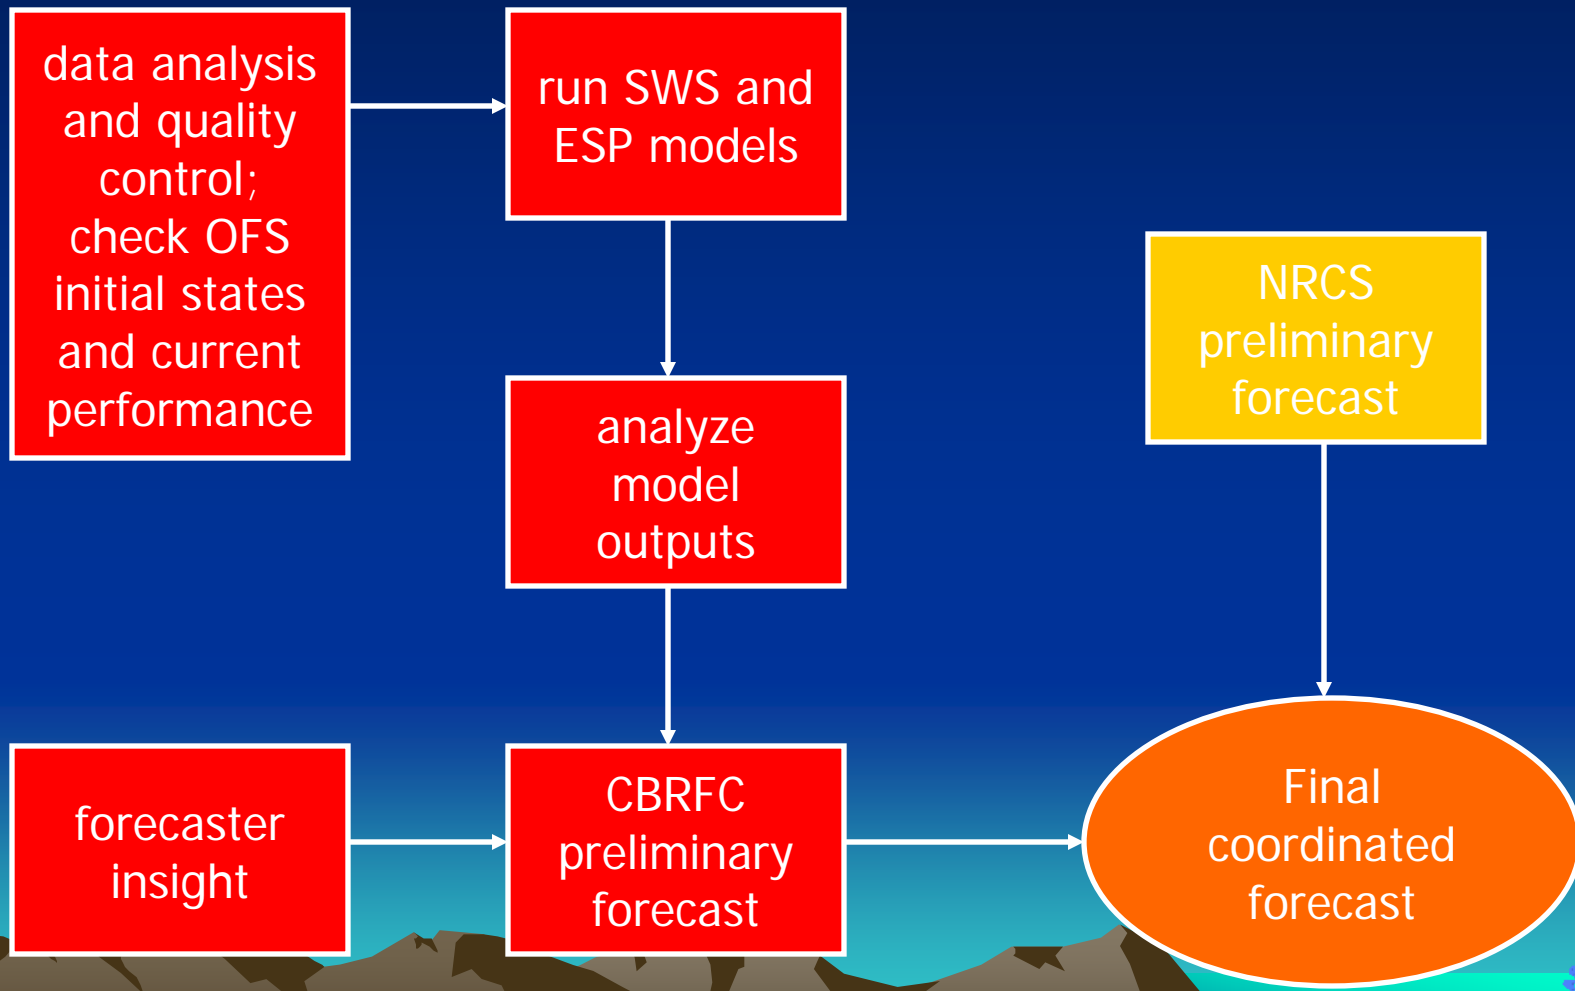 data analysis
and quality
control;
check OFS
initial states
and current
performance
run SWS and
ESP models
analyze
model
outputs
NRCS
preliminary
forecast
forecaster
insight
CBRFC
preliminary
forecast
Final
coordinated
forecast